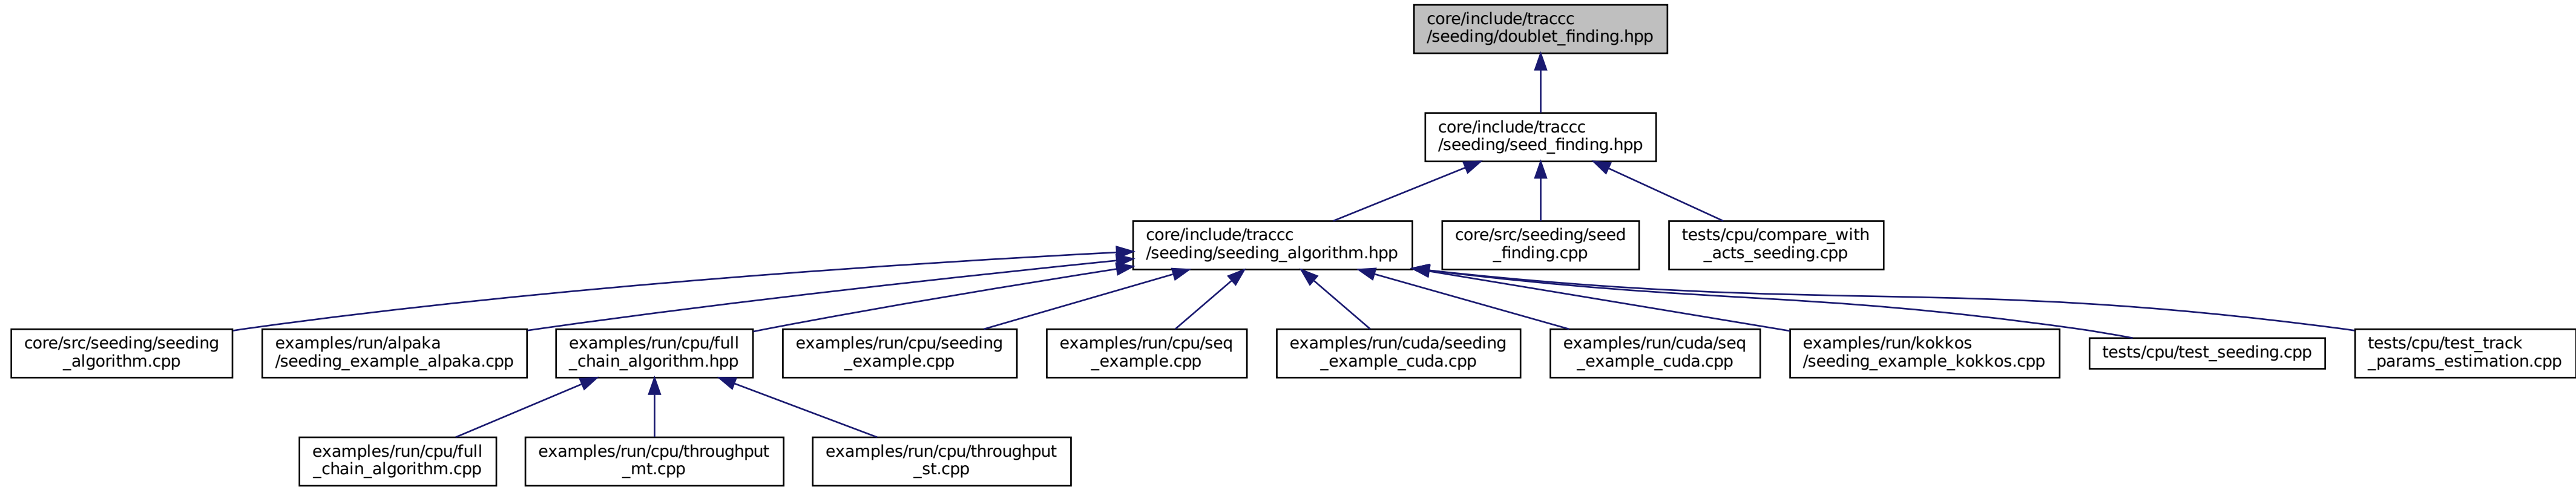 core/include/traccc
/seeding/doublet_finding.hpp
core/include/traccc
/seeding/seed_finding.hpp
core/include/traccc
/seeding/seeding_algorithm.hpp
core/src/seeding/seed
_finding.cpp
tests/cpu/compare_with
_acts_seeding.cpp
core/src/seeding/seeding
_algorithm.cpp
examples/run/alpaka
/seeding_example_alpaka.cpp
examples/run/cpu/full
_chain_algorithm.hpp
examples/run/cpu/seeding
_example.cpp
examples/run/cpu/seq
_example.cpp
examples/run/cuda/seeding
_example_cuda.cpp
examples/run/cuda/seq
_example_cuda.cpp
examples/run/kokkos
/seeding_example_kokkos.cpp
tests/cpu/test_seeding.cpp
tests/cpu/test_track
_params_estimation.cpp
examples/run/cpu/full
_chain_algorithm.cpp
examples/run/cpu/throughput
_mt.cpp
examples/run/cpu/throughput
_st.cpp